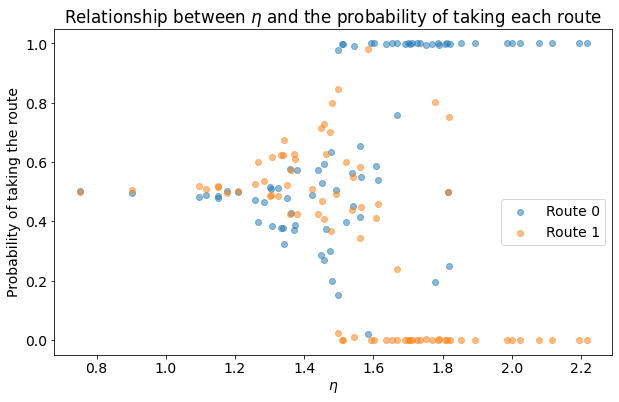 Relationship between η and the probability of taking each route
Probability of taking the route
1.0
0.8
0.6
0.4
0.2
0.0
Route 0
Route 1
0.8 1.0 1.2 1.4 1.6 1.8 2.0 2.2
η